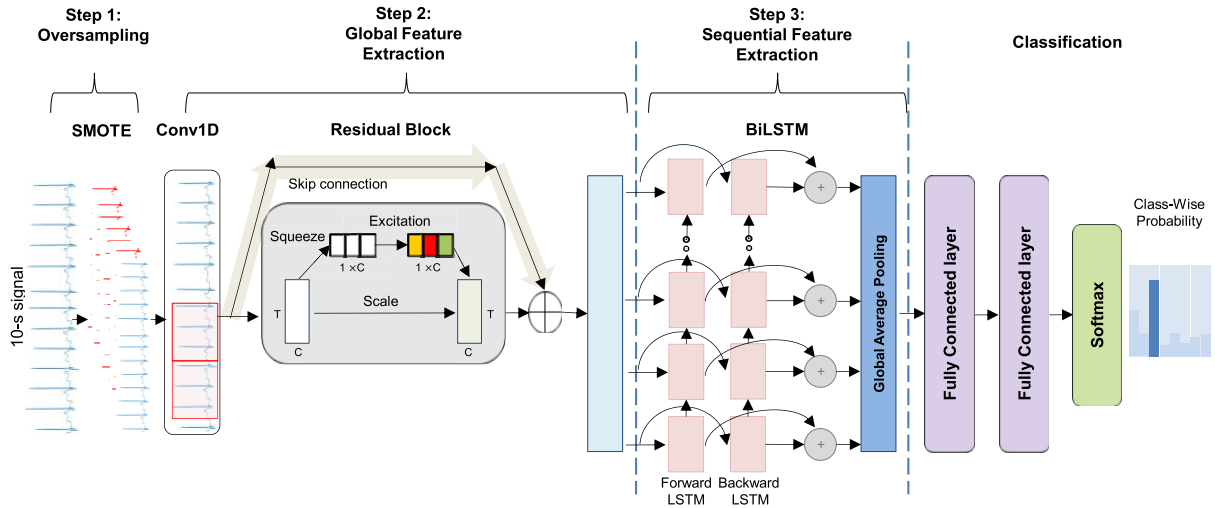 Step 1:
Oversampling
Step 2:
Global Feature
Extraction
Step 3:
Sequential Feature
Extraction
Classification
SMOTE
Conv1D
Residual Block
BiLSTM
Skip connection
Excitation
Squeeze
1 ×C
1 ×C
Scale
T
T
C
C
10-s signal
+
+
+
+
Forward
LSTM
Backward
LSTM
Global Average Pooling
Fully Connected layer
Fully Connected layer
Softmax
Class-Wise
Probability